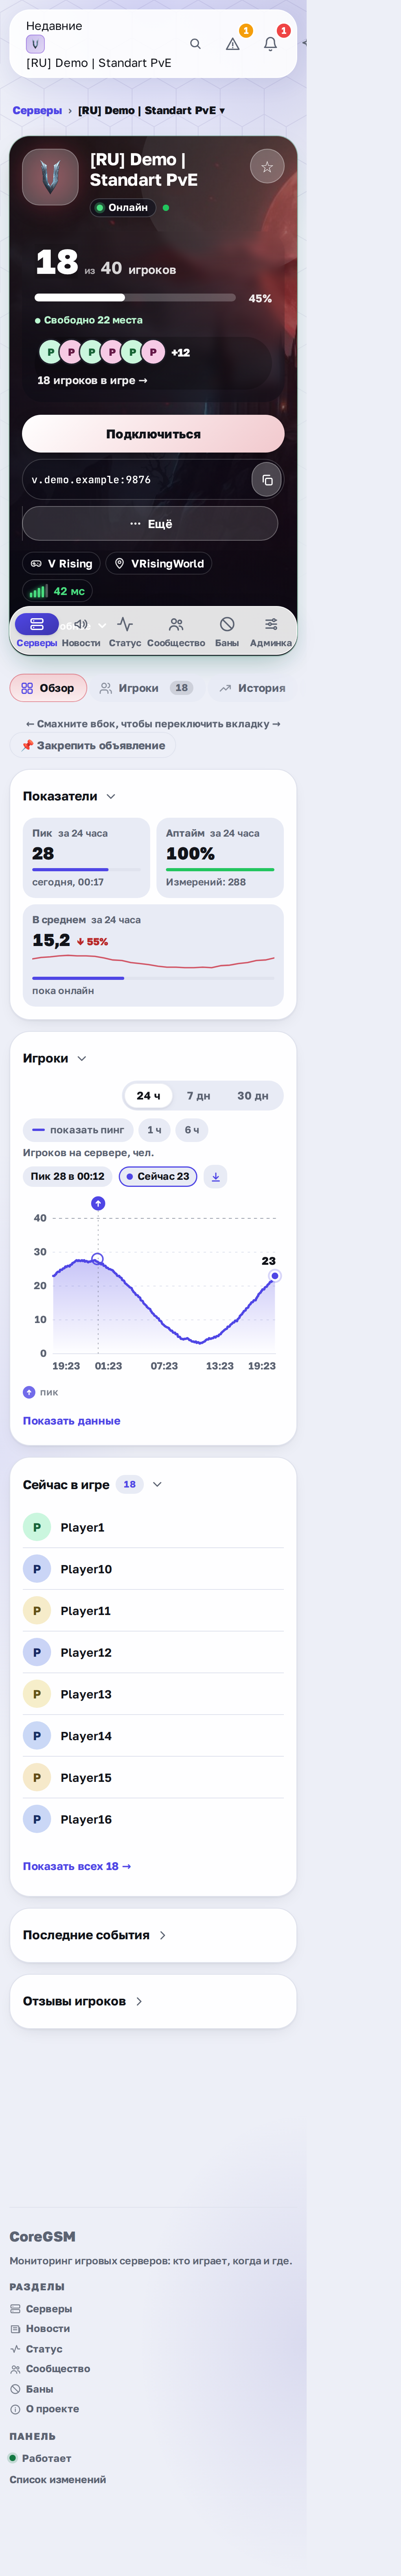 Недавние
[RU] Demo | Standart PvE
1
1
Серверы › [RU] Demo | Standart PvE ▾
[RU] Demo |
Standart PvE
Онлайн
18 из 40 игроков
45%
Свободно 22 места
P P P P P P +12
18 игроков в игре →
Подключиться
v.demo.example:9876
··· Ещё
V Rising
VRisingWorld
42 мс
Серверы Новости Статус Сообщество Баны Админка
Обзор Игроки 18 История
← Смахните вбок, чтобы переключить вкладку →
📌 Закрепить объявление
Показатели
Пик за 24 часа
28
сегодня, 00:17
Аптайм за 24 часа
100%
Измерений: 288
В среднем за 24 часа
15,2 ↓ 55%
пока онлайн
Игроки
24 ч 7 дн 30 дн
показать пинг 1 ч 6 ч
Игроков на сервере, чел.
Пик 28 в 00:12 Сейчас 23
40
30
23
20
10
0
19:23 01:23 07:23 13:23 19:23
пик
Показать данные
Сейчас в игре 18
P Player1
P Player10
P Player11
P Player12
P Player13
P Player14
P Player15
P Player16
Показать всех 18 →
Последние события
Отзывы игроков
CoreGSM
Мониторинг игровых серверов: кто играет, когда и где.
РАЗДЕЛЫ
Серверы
Новости
Статус
Сообщество
Баны
О проекте
ПАНЕЛЬ
Работает
Список изменений